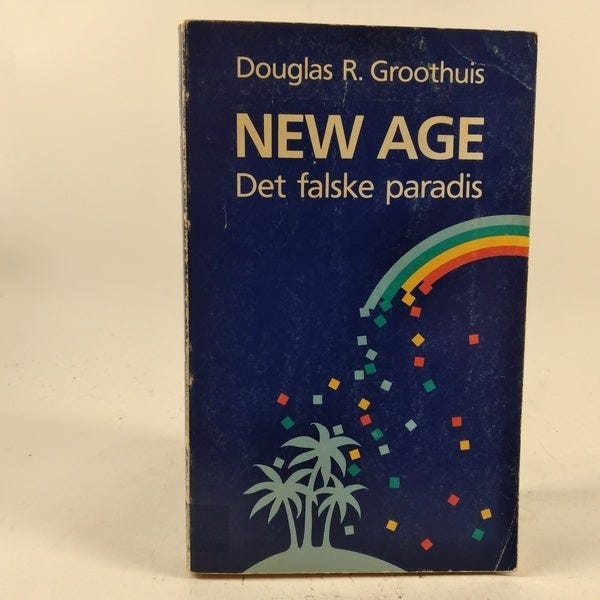 Douglas R. Groothuis
NEW AGE
Det falske paradis